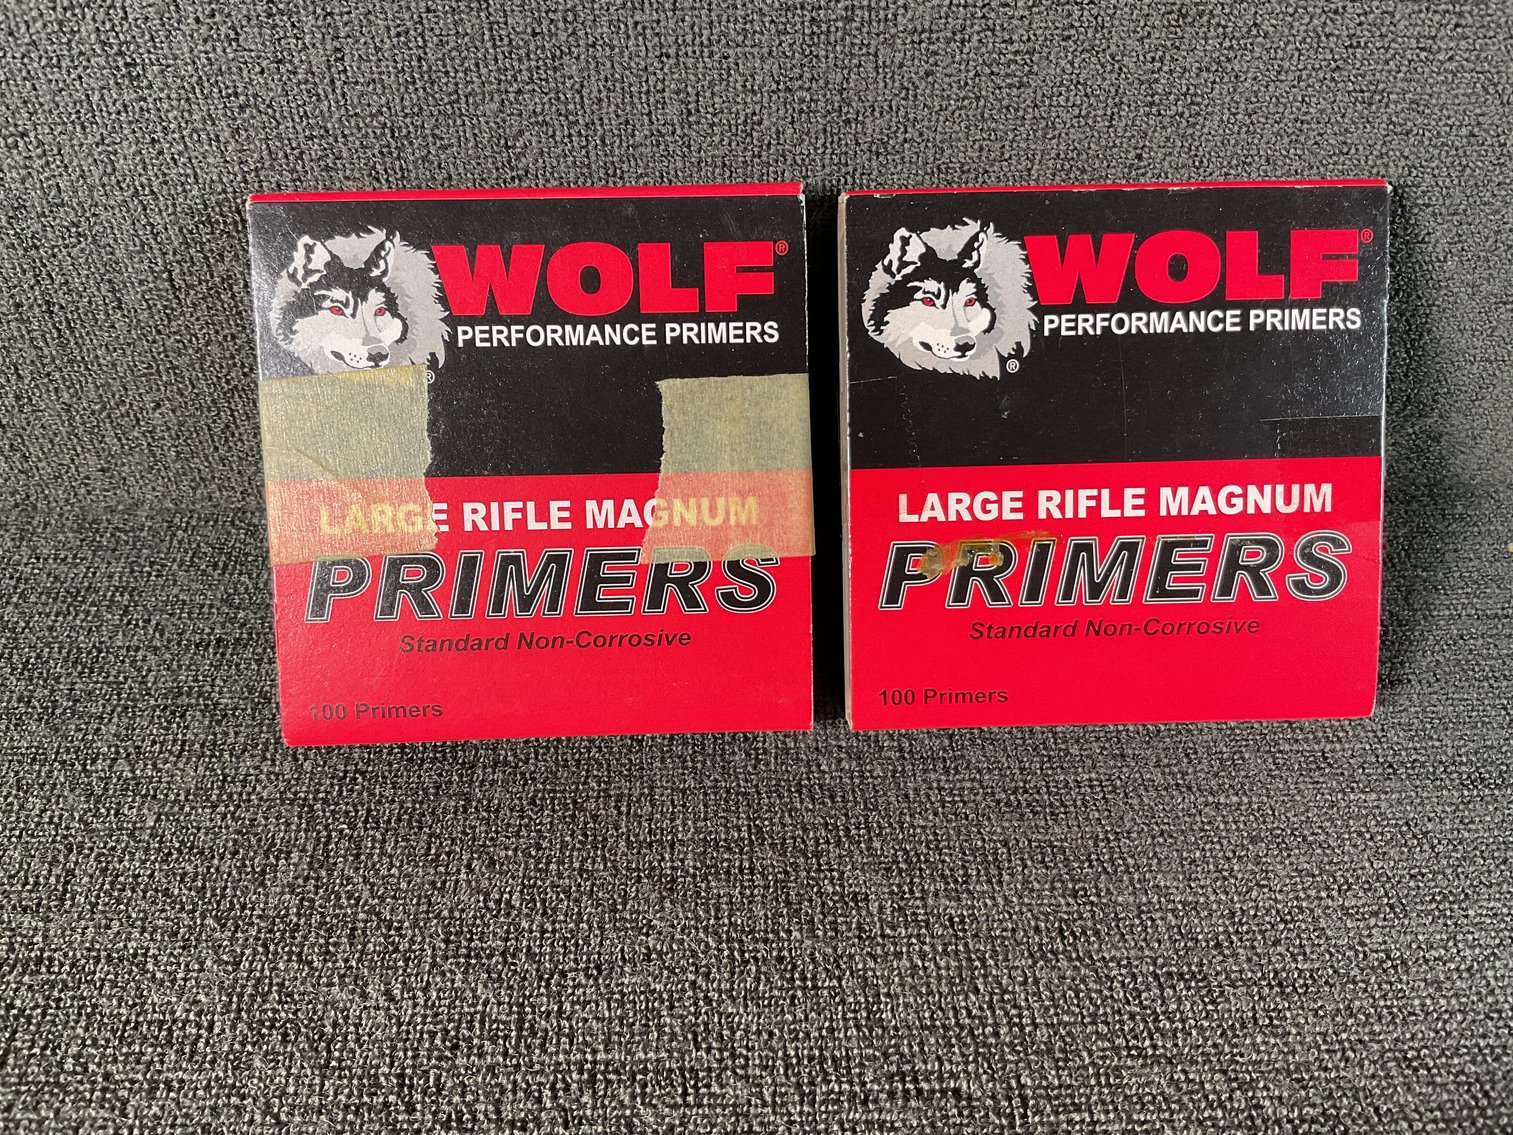 WOLF®
PERFORMANCE PRIMERS
®
LARGE RIFLE MAGNUM
PRIMERS
Standard Non-Corrosive
100 Primers
WOLF®
PERFORMANCE PRIMERS
®
LARGE RIFLE MAGNUM
PRIMERS
Standard Non-Corrosive
100 Primers